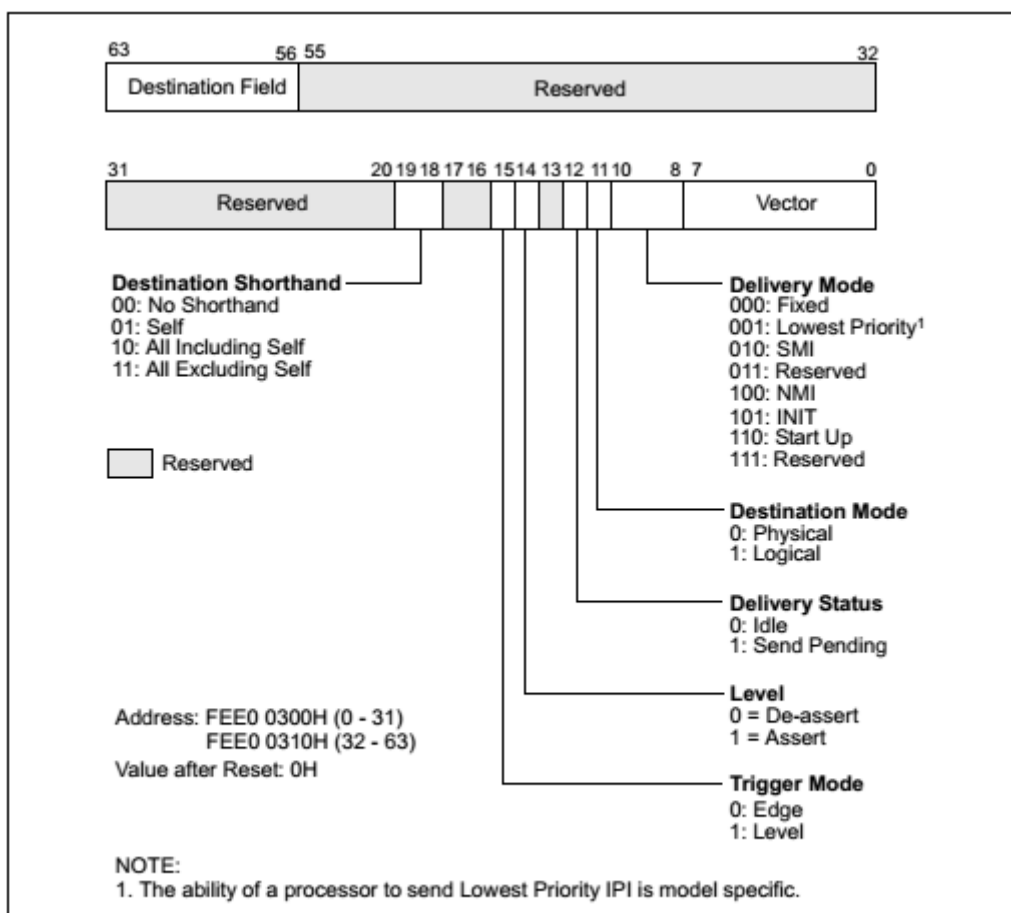 63 56 55 32
Destination Field Reserved
31 20 19 18 17 16 15 14 13 12 11 10 8 7 0
Reserved Vector
Destination Shorthand
00: No Shorthand
01: Self
10: All Including Self
11: All Excluding Self
Reserved
Delivery Mode
000: Fixed
001: Lowest Priority¹
010: SMI
011: Reserved
100: NMI
101: INIT
110: Start Up
111: Reserved
Destination Mode
0: Physical
1: Logical
Delivery Status
0: Idle
1: Send Pending
Level
0 = De-assert
1 = Assert
Trigger Mode
0: Edge
1: Level
Address: FEE0 0300H (0 - 31)
FEE0 0310H (32 - 63)
Value after Reset: 0H
NOTE:
1. The ability of a processor to send Lowest Priority IPI is model specific.